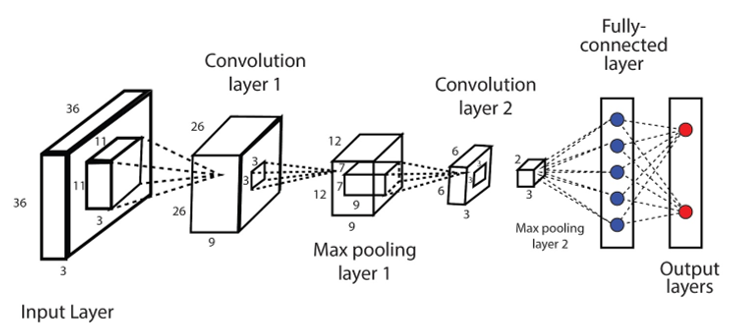 Fully-
connected
layer
Convolution
layer 1
Convolution
layer 2
36
11
36
11
3
3
26
3
3
26
9
12
7
7
12
9
9
6
3
3
6
3
2
3
Max pooling
layer 1
Max pooling
layer 2
Output
layers
Input Layer